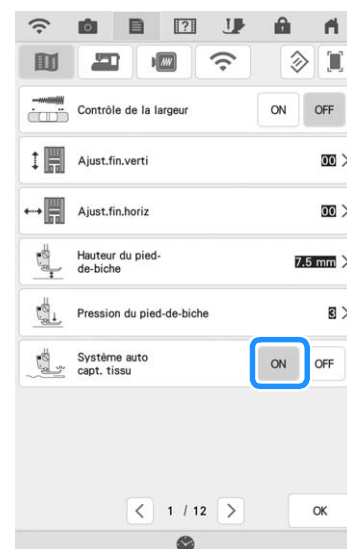 Contrôle de la largeur
ON
OFF
Ajust.fin.verti
00
Ajust.fin.horiz
00
Hauteur du pied-
de-biche
7.5 mm
Pression du pied-de-biche
3
Système auto
capt. tissu
ON
OFF
1 / 12
OK